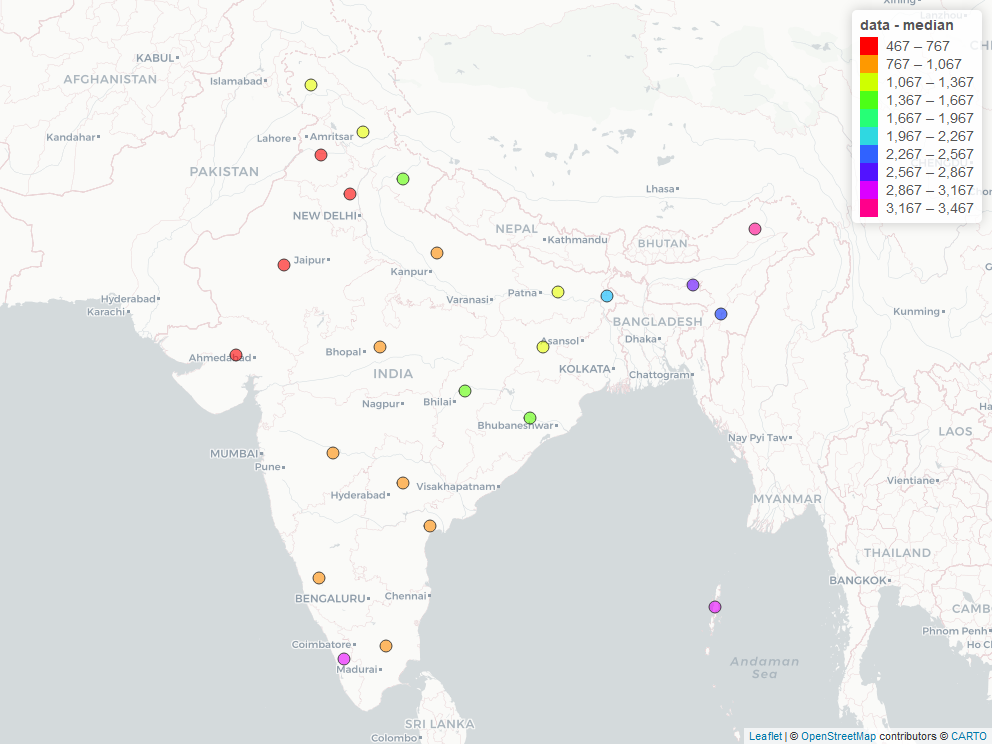 Xining
Lanzhou
data - median
467 – 767
767 – 1,067
1,067 – 1,367
1,367 – 1,667
1,667 – 1,967
1,967 – 2,267
2,267 – 2,567
2,567 – 2,867
2,867 – 3,167
3,167 – 3,467
KABUL
AFGHANISTAN
Islamabad
Kandahar
Lahore
Amritsar
PAKISTAN
Lhasa
NEW DELHI
NEPAL
Kathmandu
BHUTAN
Jaipur
Kanpur
Hyderabad
Karachi
Varanasi
Patna
BANGLADESH
Kunming
Dhaka
Asansol
Ahmedabad
Bhopal
INDIA
KOLKATA
Chattogram
Nagpur
Bhilai
Bhubaneshwar
Nay Pyi Taw
LAOS
MUMBAI
Pune
Hyderabad
Visakhapatnam
Vientiane
MYANMAR
THAILAND
BANGKOK
BENGALURU
Chennai
CAMB
Phnom Penh
Ho C
Coimbatore
Madurai
Andaman
Sea
SRI LANKA
Colombo
Leaflet | © OpenStreetMap contributors © CARTO